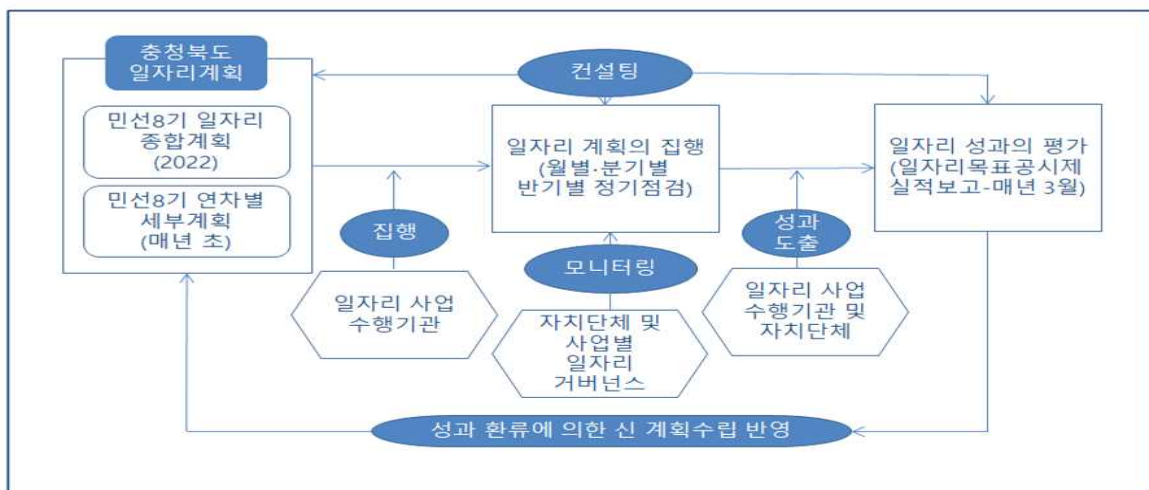 충청북도
일자리계획
컨설팅
민선8기 일자리
종합계획
(2022)
민선8기 연차별
세부계획
(매년 초)
일자리 계획의 집행
(월별·분기별
반기별 정기점검)
일자리 성과의 평가
(일자리목표공시제
실적보고-매년 3월)
집행
모니터링
성과
도출
일자리 사업
수행기관
자치단체 및
사업별
일자리
거버넌스
일자리 사업
수행기관 및
자치단체
성과 환류에 의한 신 계획수립 반영